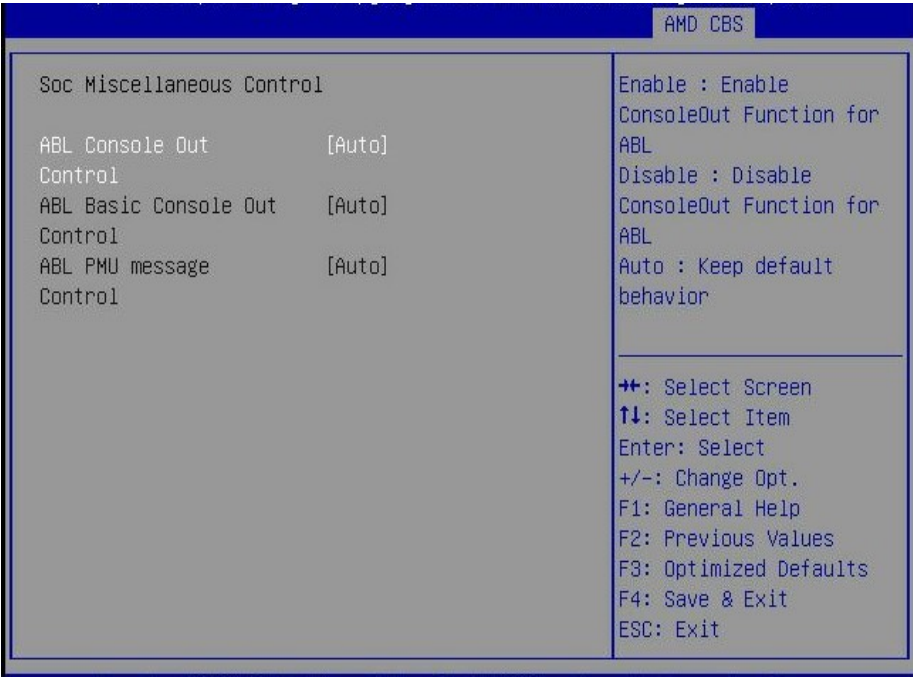 AMD CBS
Soc Miscellaneous Control
ABL Console Out [Auto]
Control
ABL Basic Console Out [Auto]
Control
ABL PMU message [Auto]
Control
Enable : Enable
ConsoleOut Function for
ABL
Disable : Disable
ConsoleOut Function for
ABL
Auto : Keep default
behavior
→←: Select Screen
↑↓: Select Item
Enter: Select
+/-: Change Opt.
F1: General Help
F2: Previous Values
F3: Optimized Defaults
F4: Save & Exit
ESC: Exit